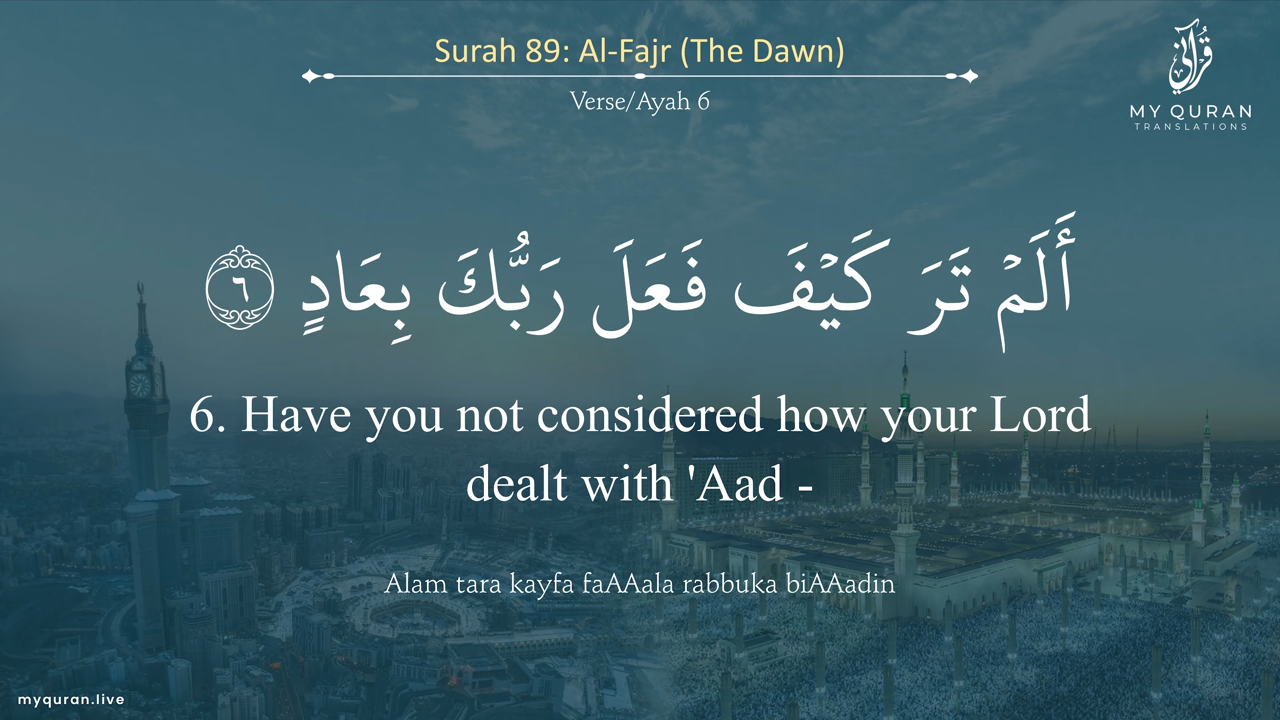 Surah 89: Al-Fajr (The Dawn)
Verse/Ayah 6
قرآني
MY QURAN
TRANSLATIONS
أَلَمْ تَرَ كَيْفَ فَعَلَ رَبُّكَ بِعَادٍ ٦
6. Have you not considered how your Lord
dealt with 'Aad -
Alam tara kayfa faAAala rabbuka biAAadin
myquran.live